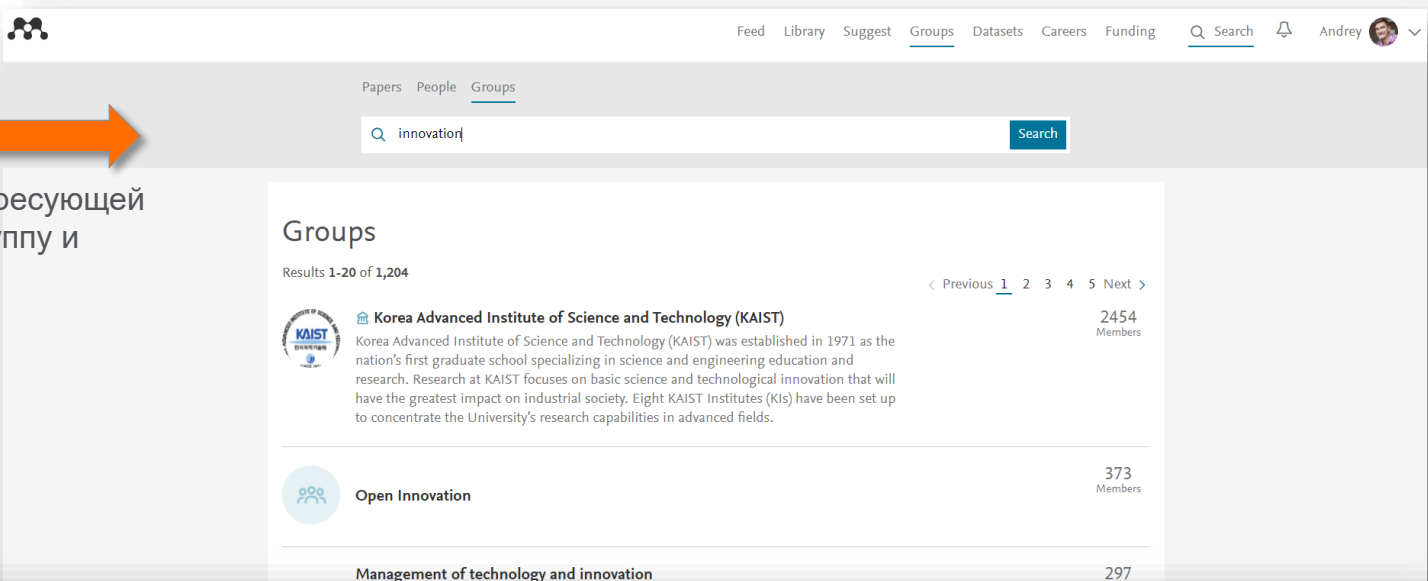 Feed Library Suggest Groups Datasets Careers Funding Search Andrey
Papers People Groups
innovation Search
ресующей
уппу и
Groups
Results 1-20 of 1,204
Previous 1 2 3 4 5 Next
KAIST
Korea Advanced Institute of Science and Technology (KAIST)
2454
Members
Korea Advanced Institute of Science and Technology (KAIST) was established in 1971 as the
nation's first graduate school specializing in science and engineering education and
research. Research at KAIST focuses on basic science and technological innovation that will
have the greatest impact on industrial society. Eight KAIST Institutes (KIs) have been set up
to concentrate the University's research capabilities in advanced fields.
Open Innovation
373
Members
Management of technology and innovation
297